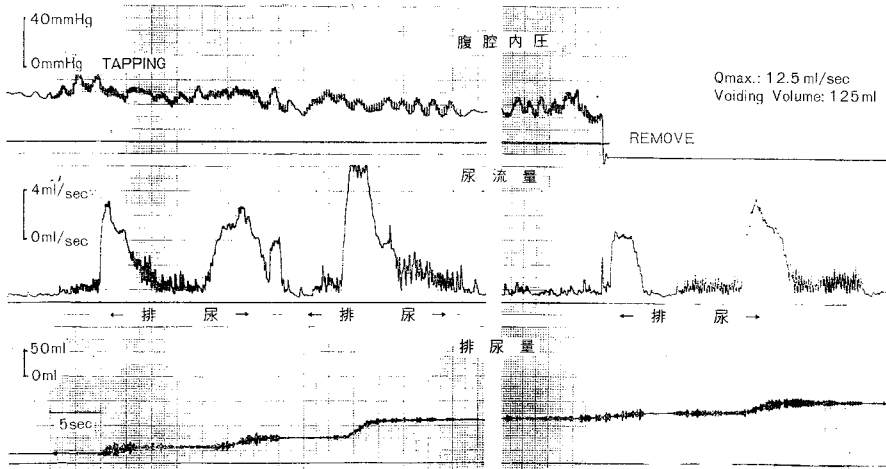 40mmHg
腹腔内圧
0mmHg TAPPING
Qmax.: 12.5 ml/sec
Voiding Volume: 125 ml
REMOVE
尿流量
4ml/sec
0ml/sec
← 排 尿 → ← 排 尿 → ← 排 尿 →
50ml
排尿量
0ml
5sec